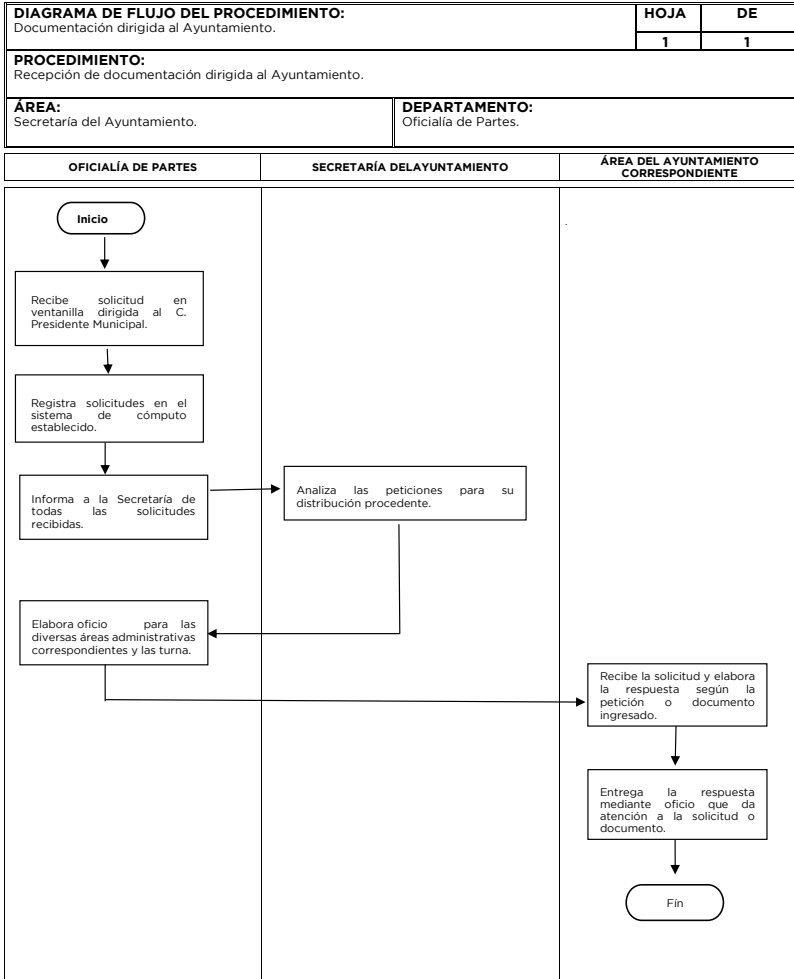 DIAGRAMA DE FLUJO DEL PROCEDIMIENTO:
Documentación dirigida al Ayuntamiento.
HOJA
DE
1
1
PROCEDIMIENTO:
Recepción de documentación dirigida al Ayuntamiento.
ÁREA:
Secretaría del Ayuntamiento.
DEPARTAMENTO:
Oficialía de Partes.
OFICIALÍA DE PARTES
SECRETARÍA DELAYUNTAMIENTO
ÁREA DEL AYUNTAMIENTO
CORRESPONDIENTE
Inicio
.
Recibe solicitud en
ventanilla dirigida al C.
Presidente Municipal.
Registra solicitudes en el
sistema de cómputo
establecido.
Informa a la Secretaría de
todas las solicitudes
recibidas.
Analiza las peticiones para su
distribución procedente.
Elabora oficio para las
diversas áreas administrativas
correspondientes y las turna.
Recibe la solicitud y elabora
la respuesta según la
petición o documento
ingresado.
Entrega la respuesta
mediante oficio que da
atención a la solicitud o
documento.
Fín